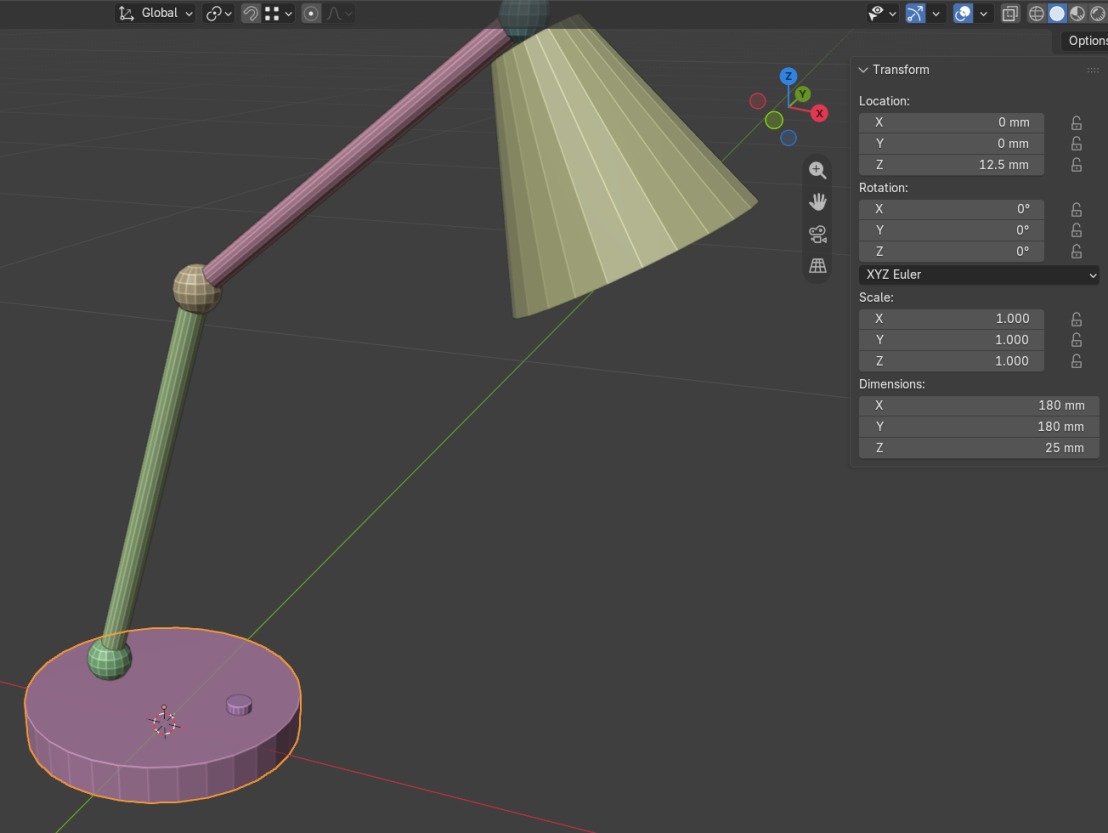 Global
Options
Transform
Z
Y
X
Location:
X 0 mm
Y 0 mm
Z 12.5 mm
Rotation:
X 0°
Y 0°
Z 0°
XYZ Euler
Scale:
X 1.000
Y 1.000
Z 1.000
Dimensions:
X 180 mm
Y 180 mm
Z 25 mm